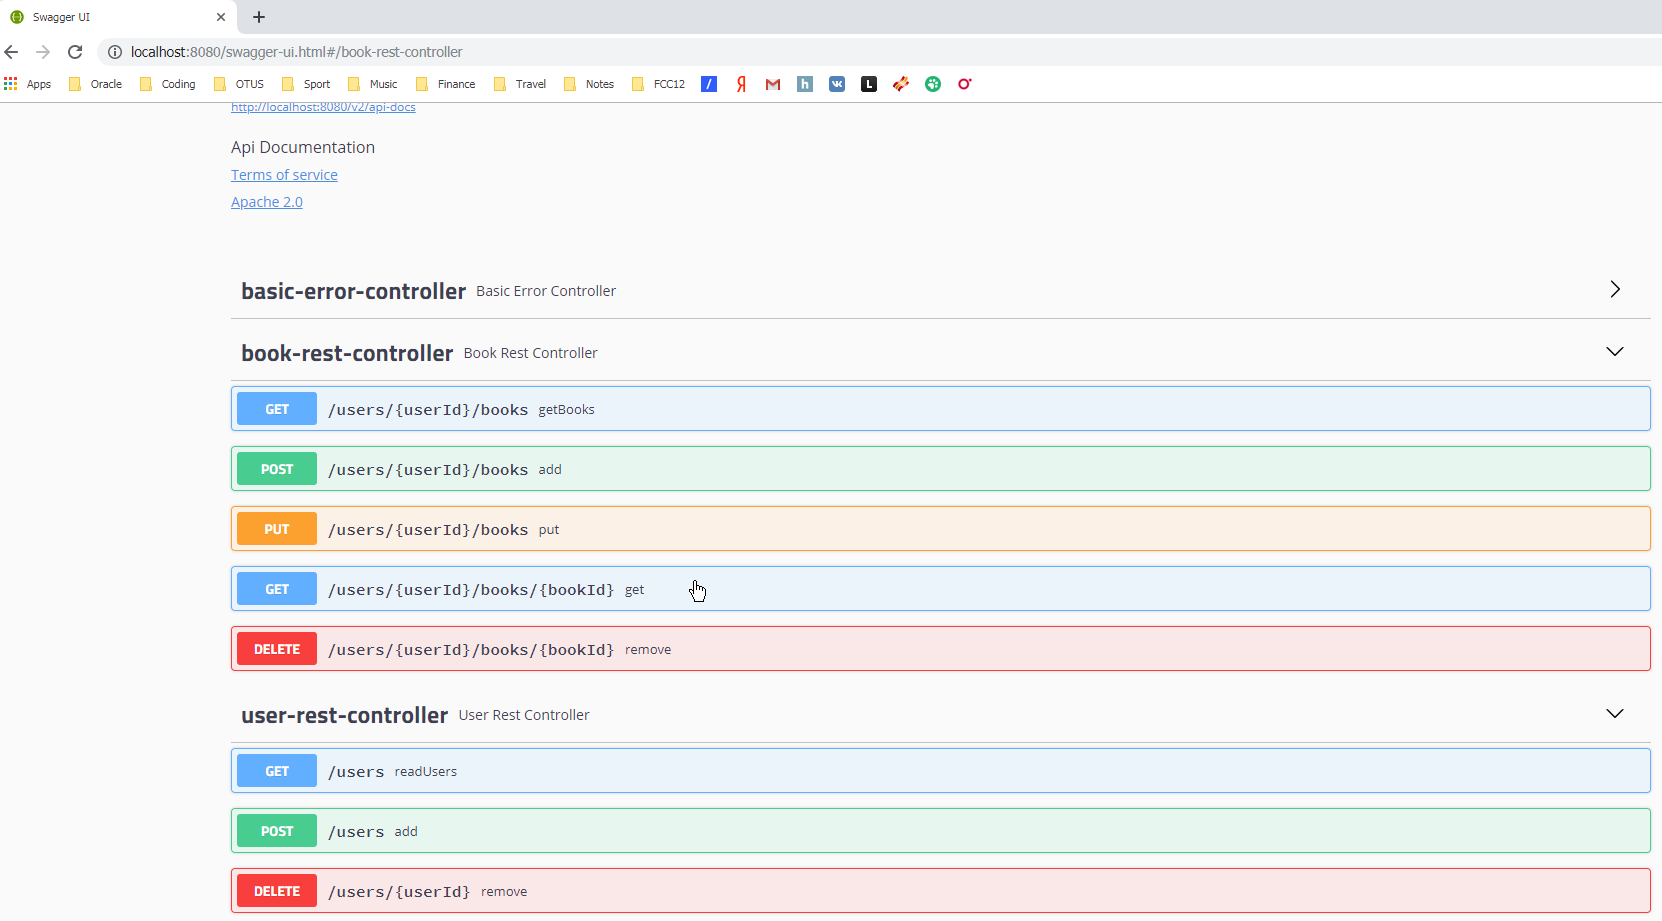 Swagger UI
localhost:8080/swagger-ui.html#/book-rest-controller
Apps Oracle Coding OTUS Sport Music Finance Travel Notes FCC12 / Я M h VK L
http://localhost:8080/v2/api-docs
Api Documentation
Terms of service
Apache 2.0
basic-error-controller Basic Error Controller
book-rest-controller Book Rest Controller
GET /users/{userId}/books getBooks
POST /users/{userId}/books add
PUT /users/{userId}/books put
GET /users/{userId}/books/{bookId} get
DELETE /users/{userId}/books/{bookId} remove
user-rest-controller User Rest Controller
GET /users readUsers
POST /users add
DELETE /users/{userId} remove